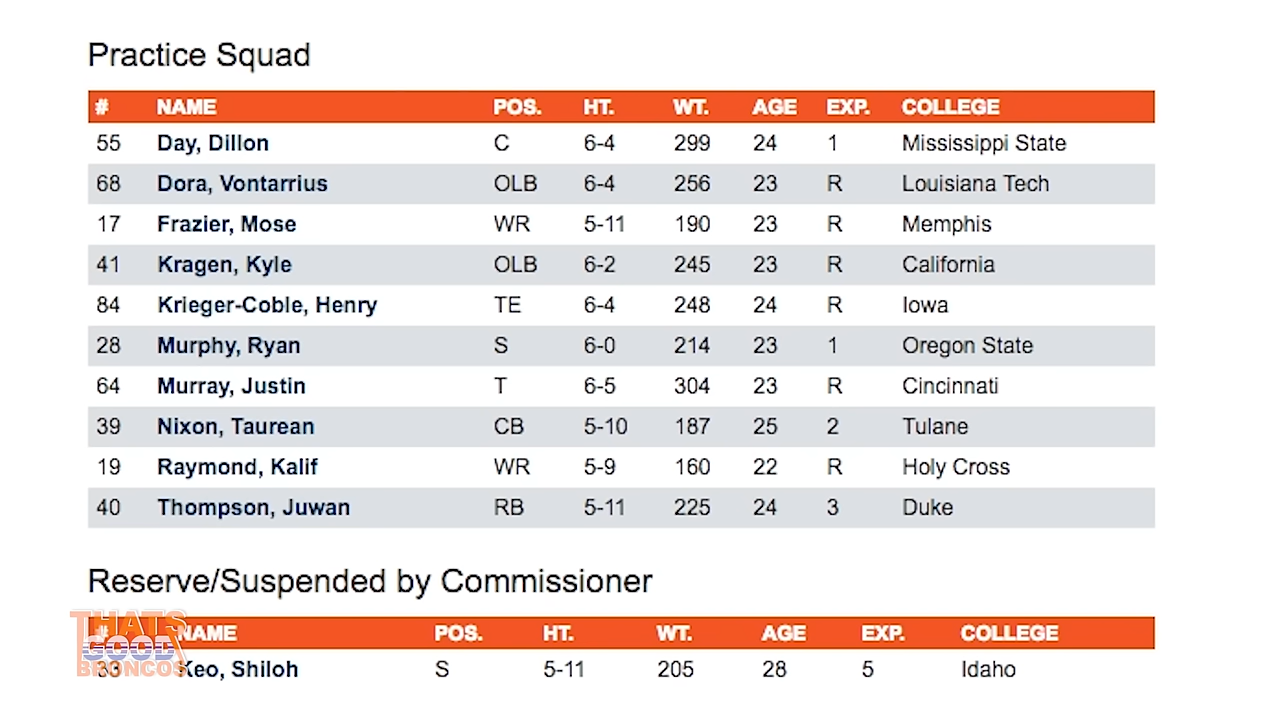 Practice Squad
# NAME POS. HT. WT. AGE EXP. COLLEGE
55 Day, Dillon C 6-4 299 24 1 Mississippi State
68 Dora, Vontarrius OLB 6-4 256 23 R Louisiana Tech
17 Frazier, Mose WR 5-11 190 23 R Memphis
41 Kragen, Kyle OLB 6-2 245 23 R California
84 Krieger-Coble, Henry TE 6-4 248 24 R Iowa
28 Murphy, Ryan S 6-0 214 23 1 Oregon State
64 Murray, Justin T 6-5 304 23 R Cincinnati
39 Nixon, Taurean CB 5-10 187 25 2 Tulane
19 Raymond, Kalif WR 5-9 160 22 R Holy Cross
40 Thompson, Juwan RB 5-11 225 24 3 Duke
Reserve/Suspended by Commissioner
# NAME POS. HT. WT. AGE EXP. COLLEGE
33 Keo, Shiloh S 5-11 205 28 5 Idaho
THATS
GOOD
BRONCOS